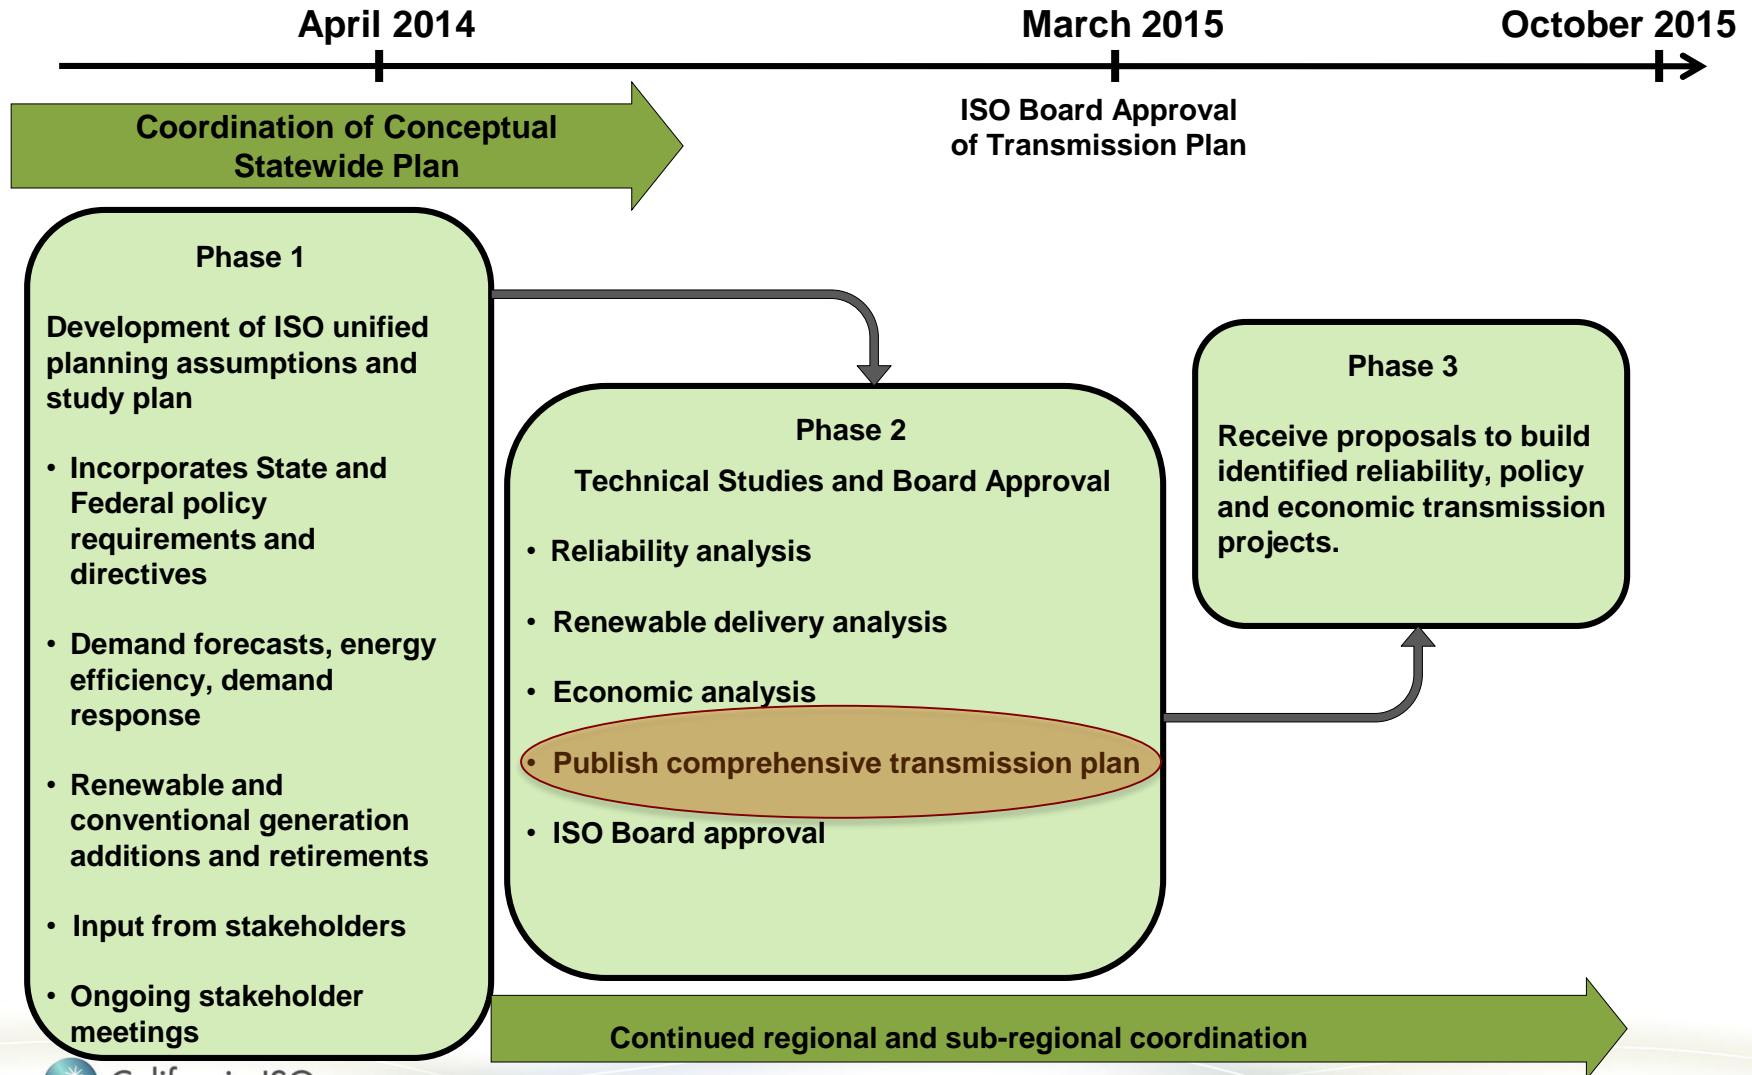 April 2014
March 2015
October 2015
Coordination of Conceptual
Statewide Plan
ISO Board Approval
of Transmission Plan
Phase 1
Development of ISO unified
planning assumptions and
study plan
• Incorporates State and
Federal policy
requirements and
directives
• Demand forecasts, energy
efficiency, demand
response
• Renewable and
conventional generation
additions and retirements
• Input from stakeholders
• Ongoing stakeholder
meetings
Phase 2
Technical Studies and Board Approval
• Reliability analysis
• Renewable delivery analysis
• Economic analysis
• Publish comprehensive transmission plan
• ISO Board approval
Phase 3
Receive proposals to build
identified reliability, policy
and economic transmission
projects.
Continued regional and sub-regional coordination
California ISO